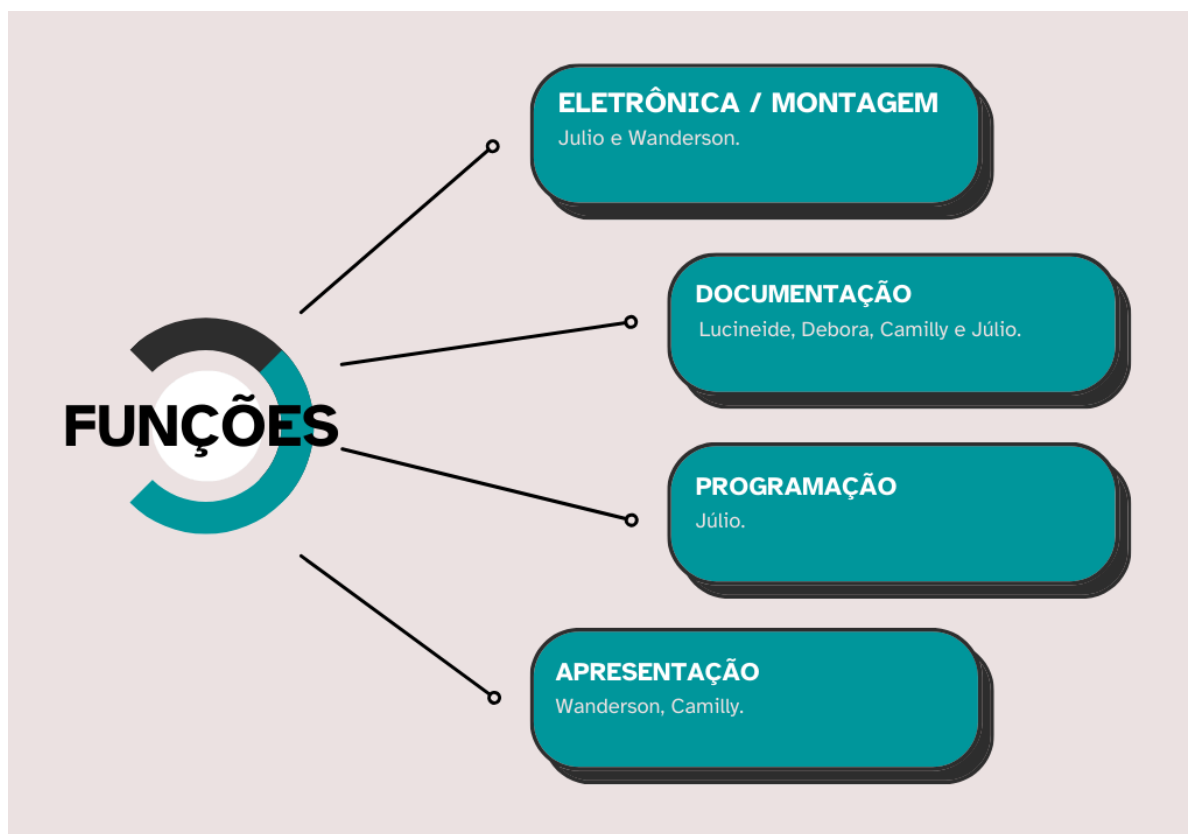 FUNÇÕES
ELETRÔNICA / MONTAGEM
Julio e Wanderson.
DOCUMENTAÇÃO
Lucineide, Debora, Camilly e Júlio.
PROGRAMAÇÃO
Júlio.
APRESENTAÇÃO
Wanderson, Camilly.